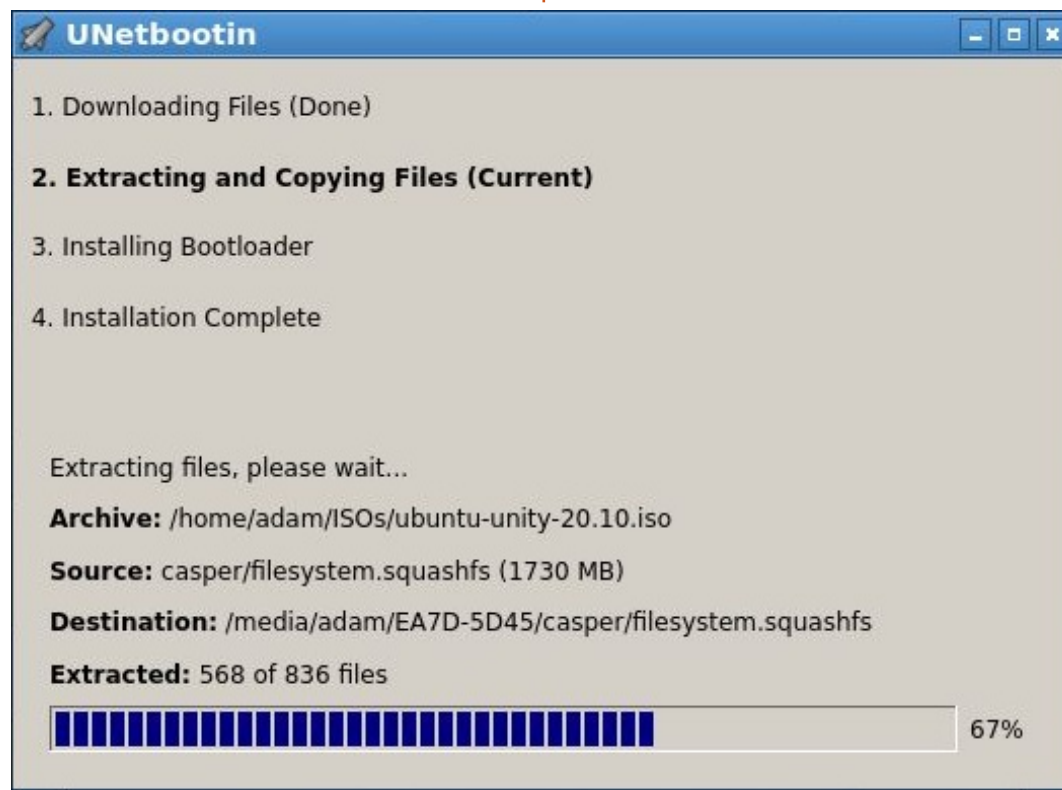 UNetbootin
1. Downloading Files (Done)
2. Extracting and Copying Files (Current)
3. Installing Bootloader
4. Installation Complete
Extracting files, please wait...
Archive: /home/adam/ISOs/ubuntu-unity-20.10.iso
Source: casper/filesystem.squashfs (1730 MB)
Destination: /media/adam/EA7D-5D45/casper/filesystem.squashfs
Extracted: 568 of 836 files
67%